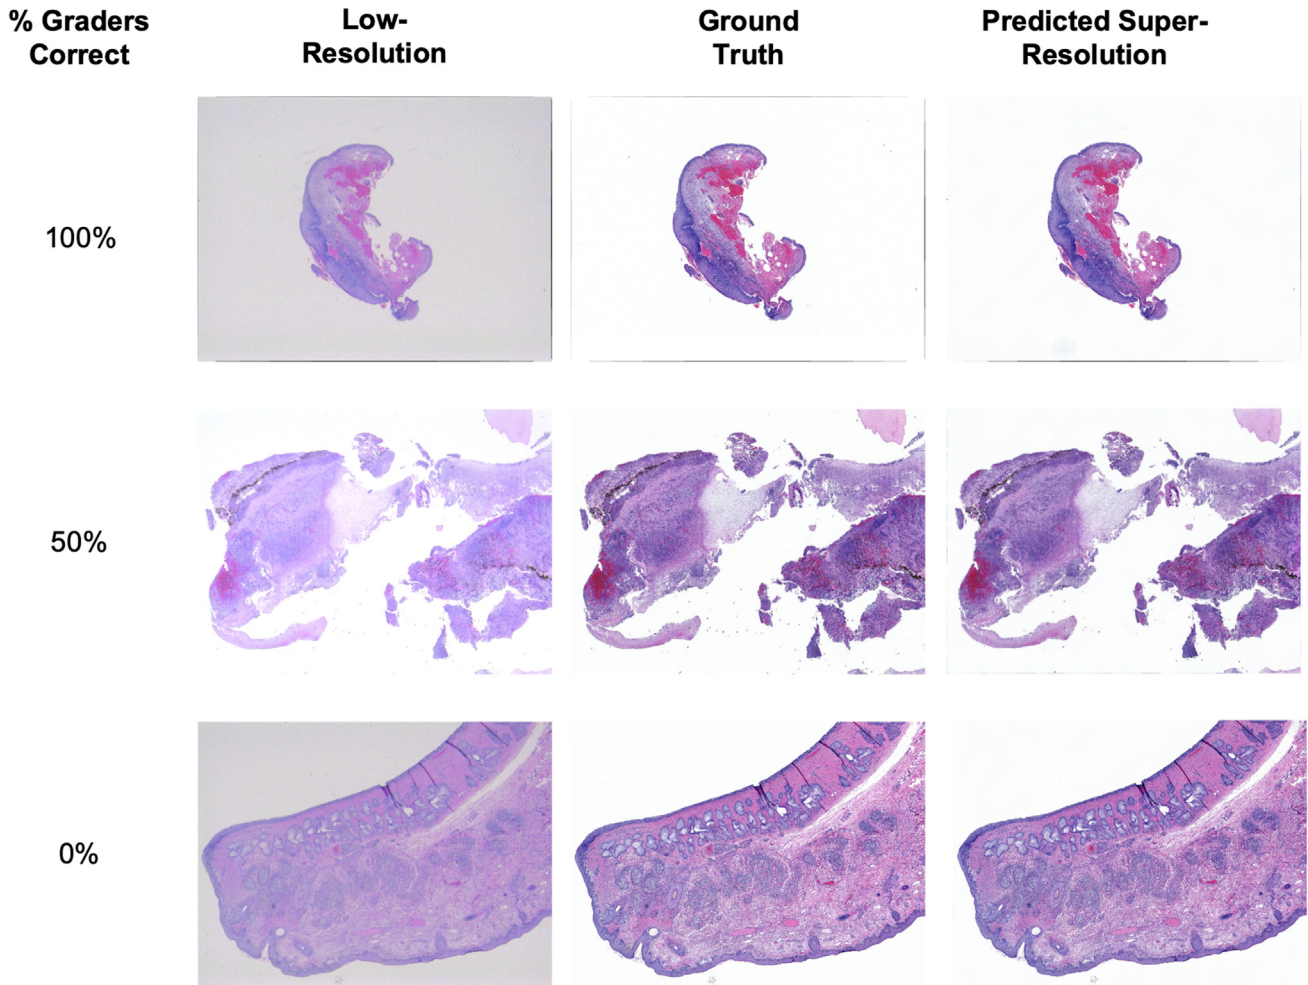 % Graders
Correct
Low-
Resolution
Ground
Truth
Predicted Super-
Resolution
100%
50%
0%